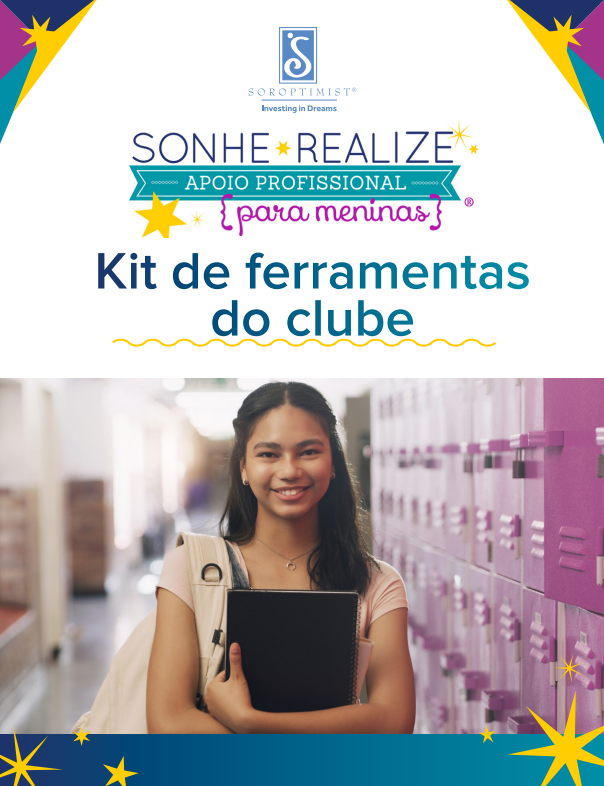 SOROPTIMIST®
Investing in Dreams
SONHE REALIZE
APOIO PROFISSIONAL
{para meninas}®
Kit de ferramentas
do clube